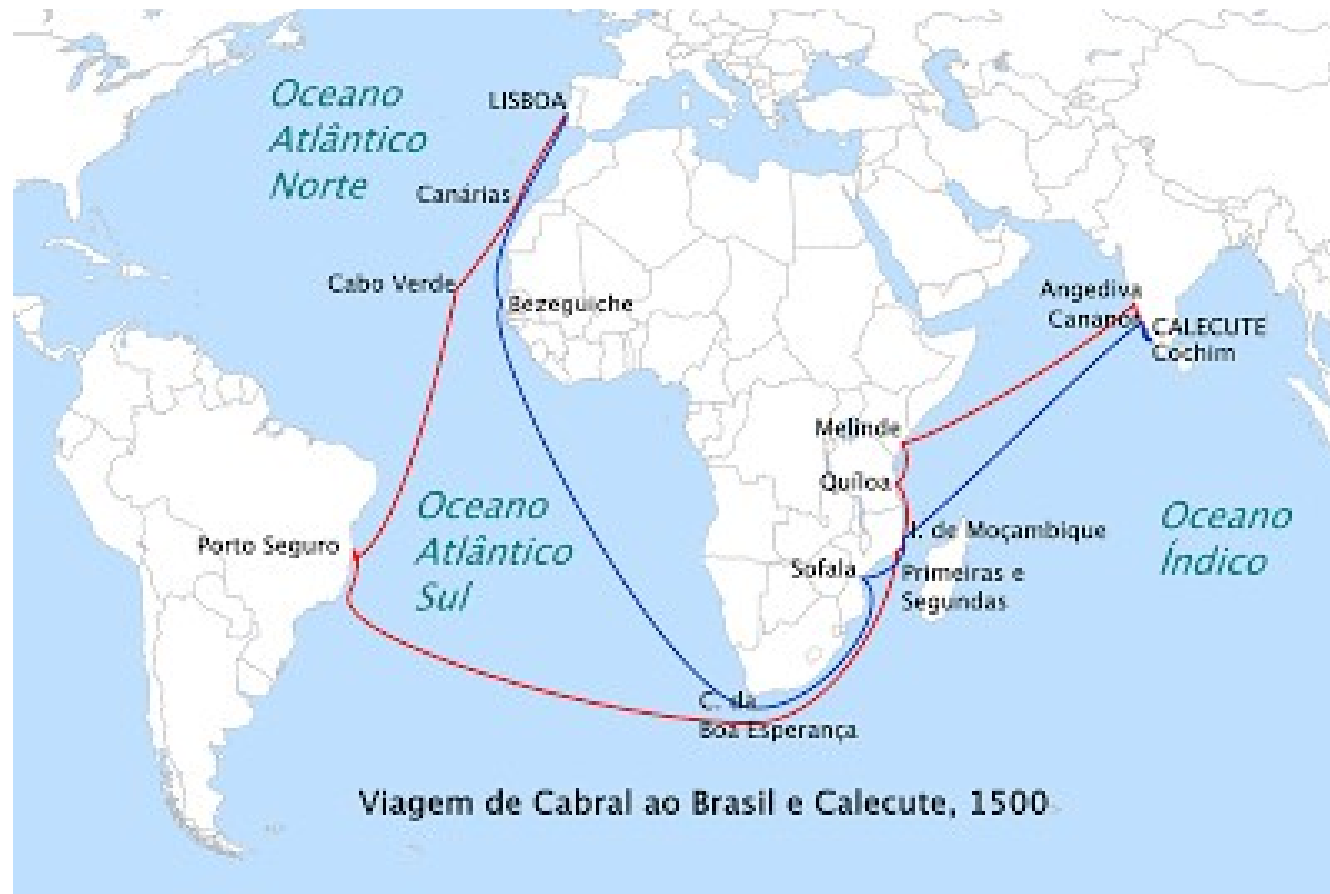 Oceano
Atlântico
Norte
LISBOA
Canárias
Cabo Verde
Bezeguiche
Angediva
Cananor
CALECUTE
Cochim
Melinde
Quíloa
Oceano
Atlântico
Sul
Porto Seguro
I. de Moçambique
Sofala
Primeiras e
Segundas
Oceano
Índico
C. da
Boa Esperança
Viagem de Cabral ao Brasil e Calecute, 1500